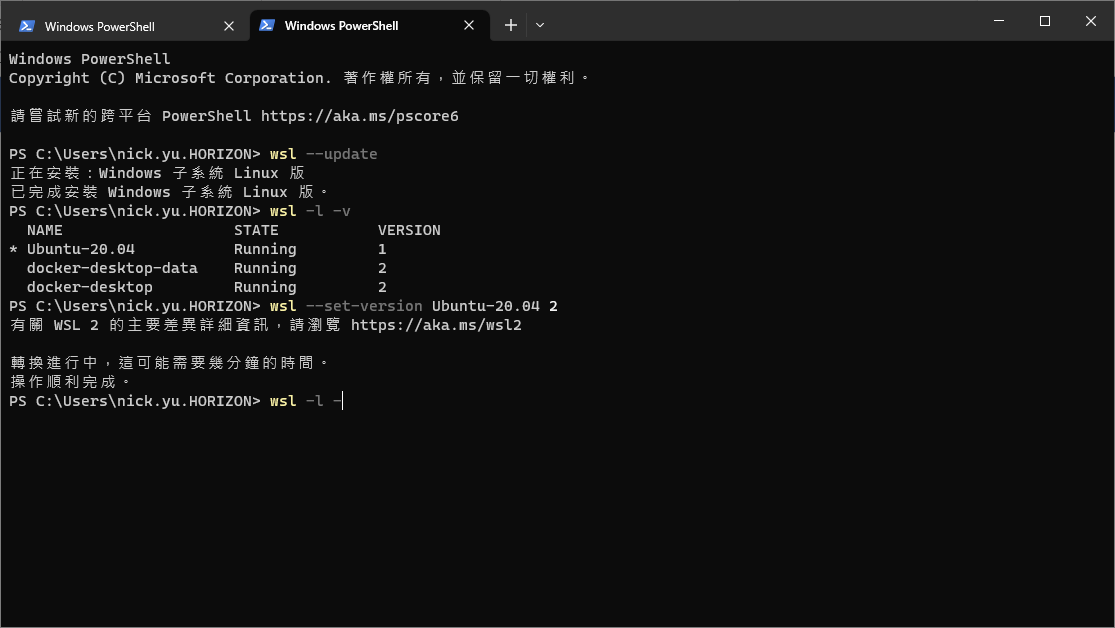 Windows PowerShell
Windows PowerShell
Windows PowerShell
Copyright (C) Microsoft Corporation. 著作權所有，並保留一切權利。
請嘗試新的跨平台 PowerShell https://aka.ms/pscore6
PS C:\Users\nick.yu.HORIZON> wsl --update
正在安裝：Windows 子系統 Linux 版
已完成安裝 Windows 子系統 Linux 版。
PS C:\Users\nick.yu.HORIZON> wsl -l -v
NAME STATE VERSION
* Ubuntu-20.04 Running 1
docker-desktop-data Running 2
docker-desktop Running 2
PS C:\Users\nick.yu.HORIZON> wsl --set-version Ubuntu-20.04 2
有關 WSL 2 的主要差異詳細資訊，請瀏覽 https://aka.ms/wsl2
轉換進行中，這可能需要幾分鐘的時間。
操作順利完成。
PS C:\Users\nick.yu.HORIZON> wsl -l -